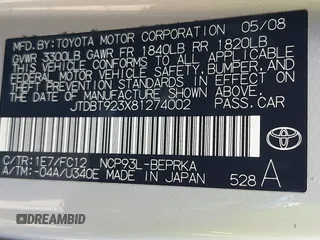 MFD. BY: TOYOTA MOTOR CORPORATION 05/08
GVWR 3300LB GAWR FR 1840LB RR 1820LB
THIS VEHICLE CONFORMS TO ALL APPLICABLE
FEDERAL MOTOR VEHICLE SAFETY, BUMPER, AND
THEFT PREVENTION STANDARDS IN EFFECT ON
THE DATE OF MANUFACTURE SHOWN ABOVE.
JTDBT923X81274002 PASS. CAR
TOYOTA
C/TR: 1E7/FC12 NCP93L-BEPRKA
A/TM: -04A/U340E MADE IN JAPAN 528 A
DREAMBID